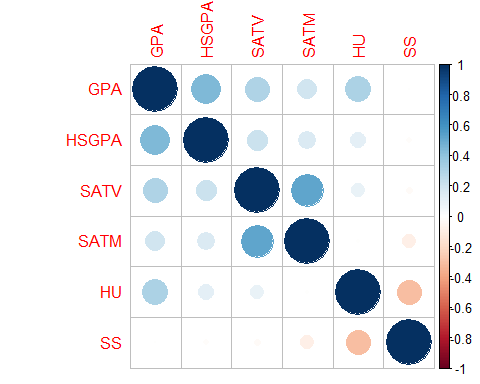 GPA
HSGPA
SATV
SATM
HU
SS
GPA
HSGPA
SATV
SATM
HU
SS
1
0.8
0.6
0.4
0.2
0
-0.2
-0.4
-0.6
-0.8
-1